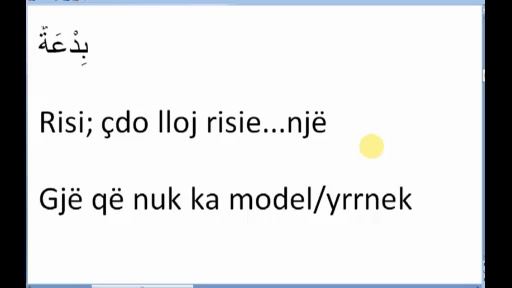 بِدْعَةٌ
Risi; çdo lloj risie...një
Gjë që nuk ka model/yrrnek